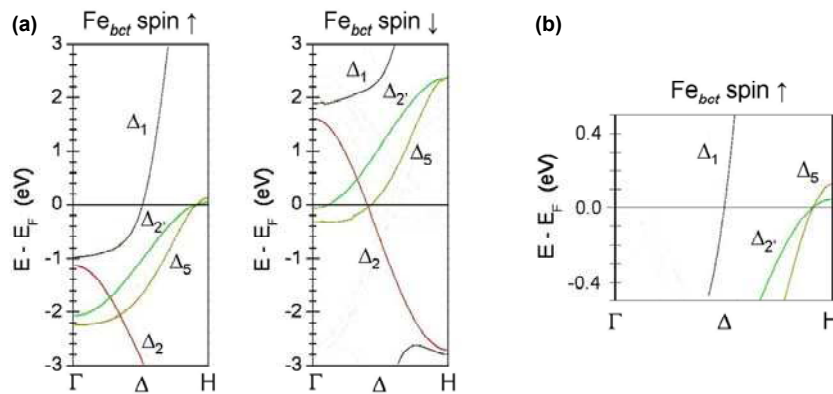 (a)
Fe_bct spin ↑
E - E_F (eV)
3
2
1
0
-1
-2
-3
Δ₁
Δ₂'
Δ₅
Δ₂
Γ Δ H
Fe_bct spin ↓
E - E_F (eV)
3
2
1
0
-1
-2
-3
Δ₁
Δ₂'
Δ₅
Δ₂
Γ Δ H
(b)
Fe_bct spin ↑
E - E_F (eV)
0.4
0.0
-0.4
Δ₁
Δ₅
Δ₂'
Γ Δ H